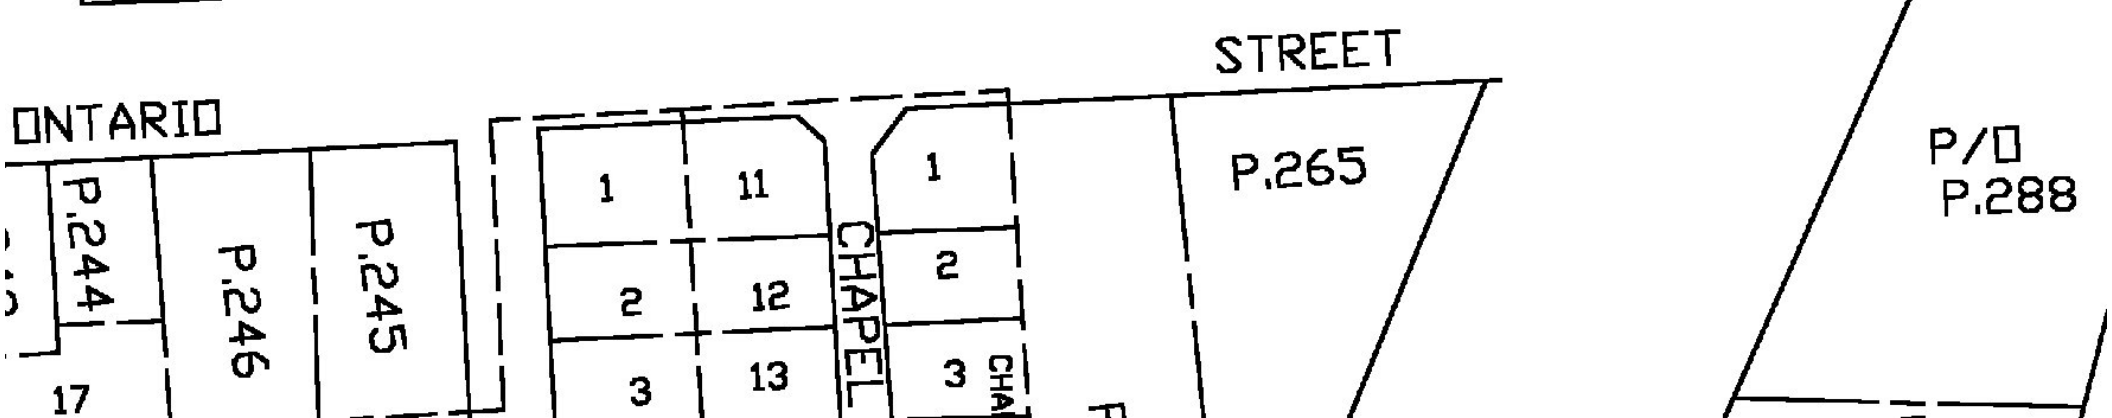 STREET
ONTARIO
P/O
P.288
P.265
1
11
1
P.244
P.246
P.245
CHAPEL
2
12
2
3
13
3
17